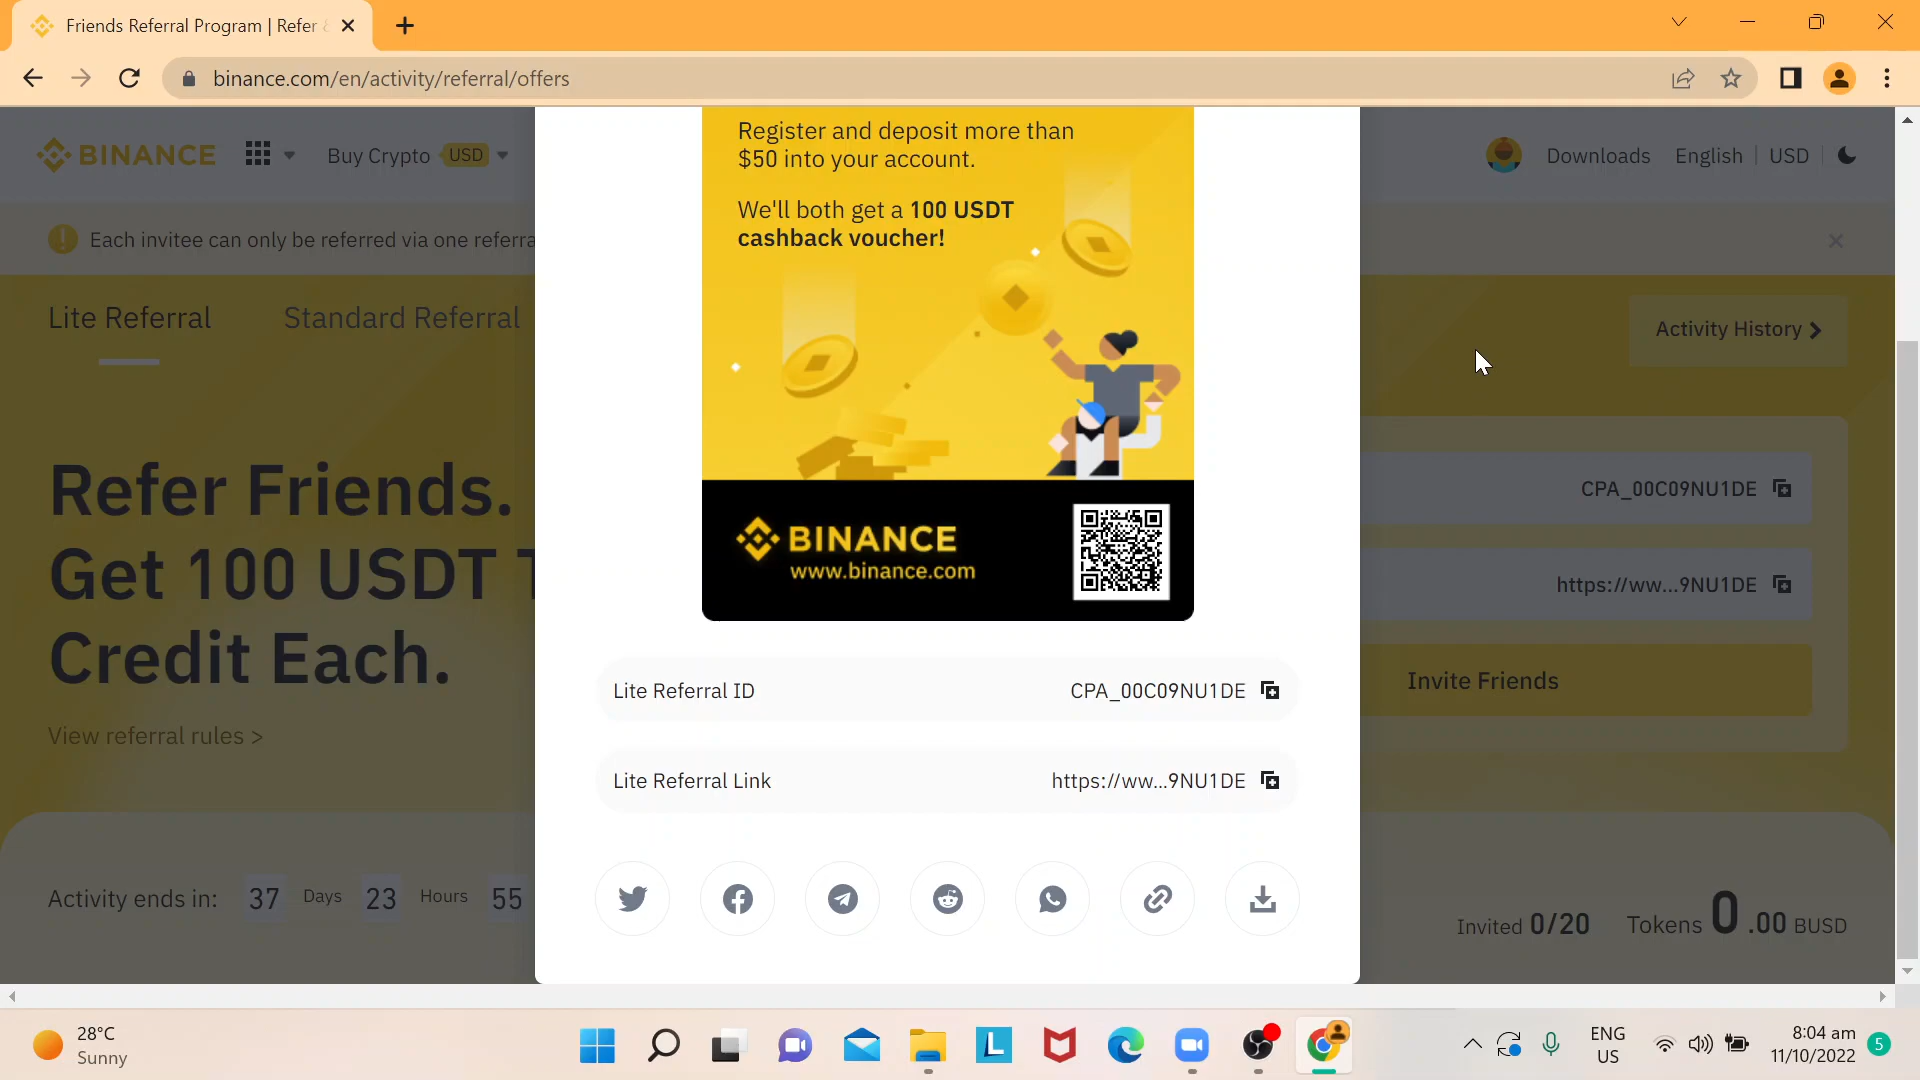 Friends Referral Program | Refer
binance.com/en/activity/referral/offers
BINANCE
Buy Crypto USD
Downloads English USD
Each invitee can only be referred via one referra
Lite Referral Standard Referral
Activity History >
Refer Friends.
Get 100 USDT T
Credit Each.
View referral rules >
Register and deposit more than
$50 into your account.
We'll both get a 100 USDT
cashback voucher!
BINANCE
www.binance.com
Lite Referral ID CPA_00C09NU1DE
Lite Referral Link https://ww...9NU1DE
CPA_00C09NU1DE
https://ww...9NU1DE
Invite Friends
Activity ends in: 37 Days 23 Hours 55
Invited 0/20 Tokens 0.00 BUSD
28°C
Sunny
L
ENG
US
8:04 am
11/10/2022
5